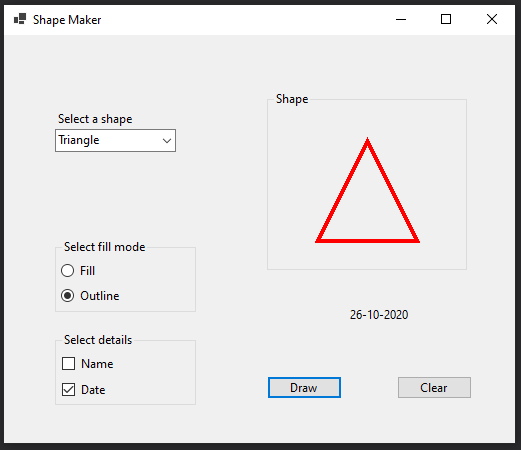 Shape Maker
Select a shape
Triangle
Select fill mode
Fill
Outline
Select details
Name
Date
Shape
26-10-2020
Draw
Clear